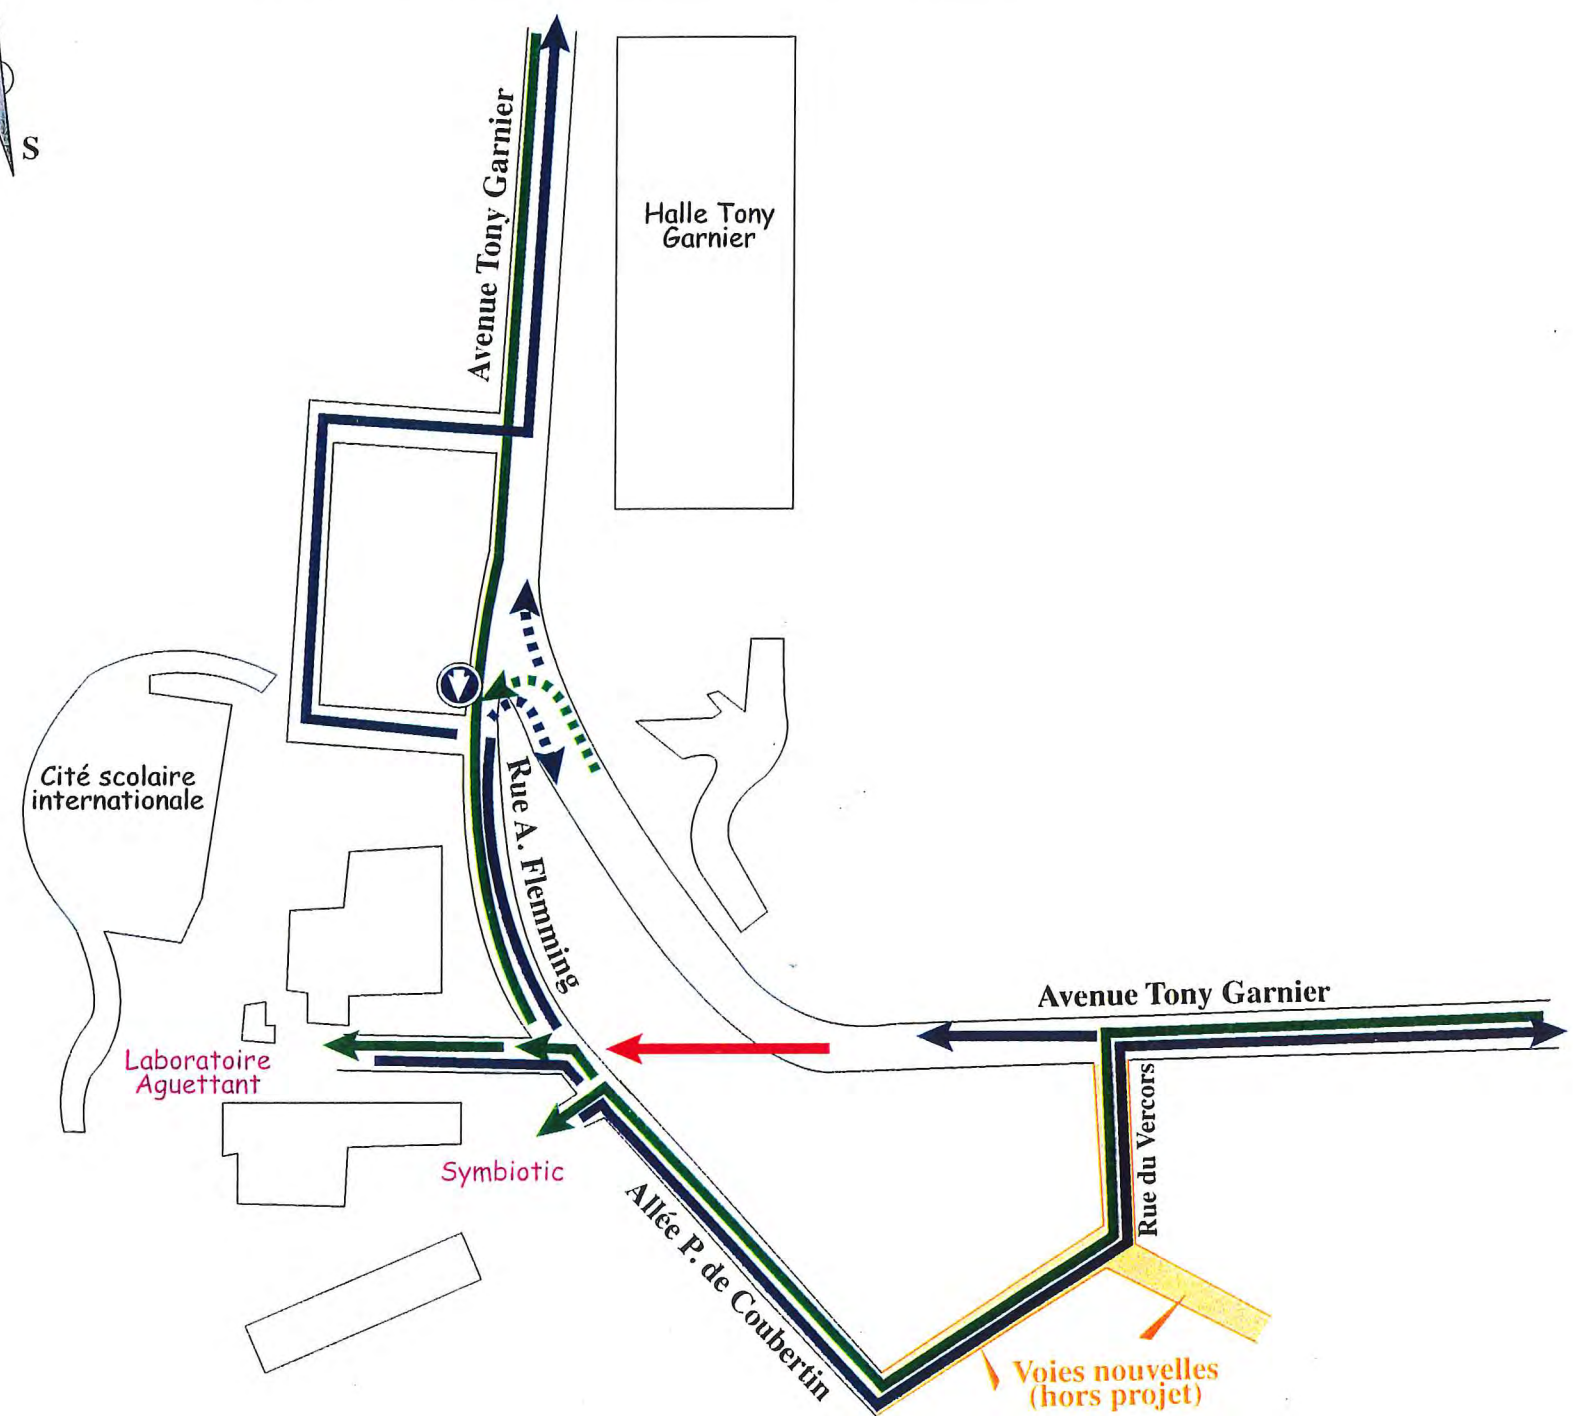 S
Avenue Tony Garnier
Halle Tony
Garnier
Cité scolaire
internationale
Rue A. Flemming
Avenue Tony Garnier
Laboratoire
Aguettant
Rue du Vercors
Symbiotic
Allée P. de Coubertin
Voies nouvelles
(hors projet)